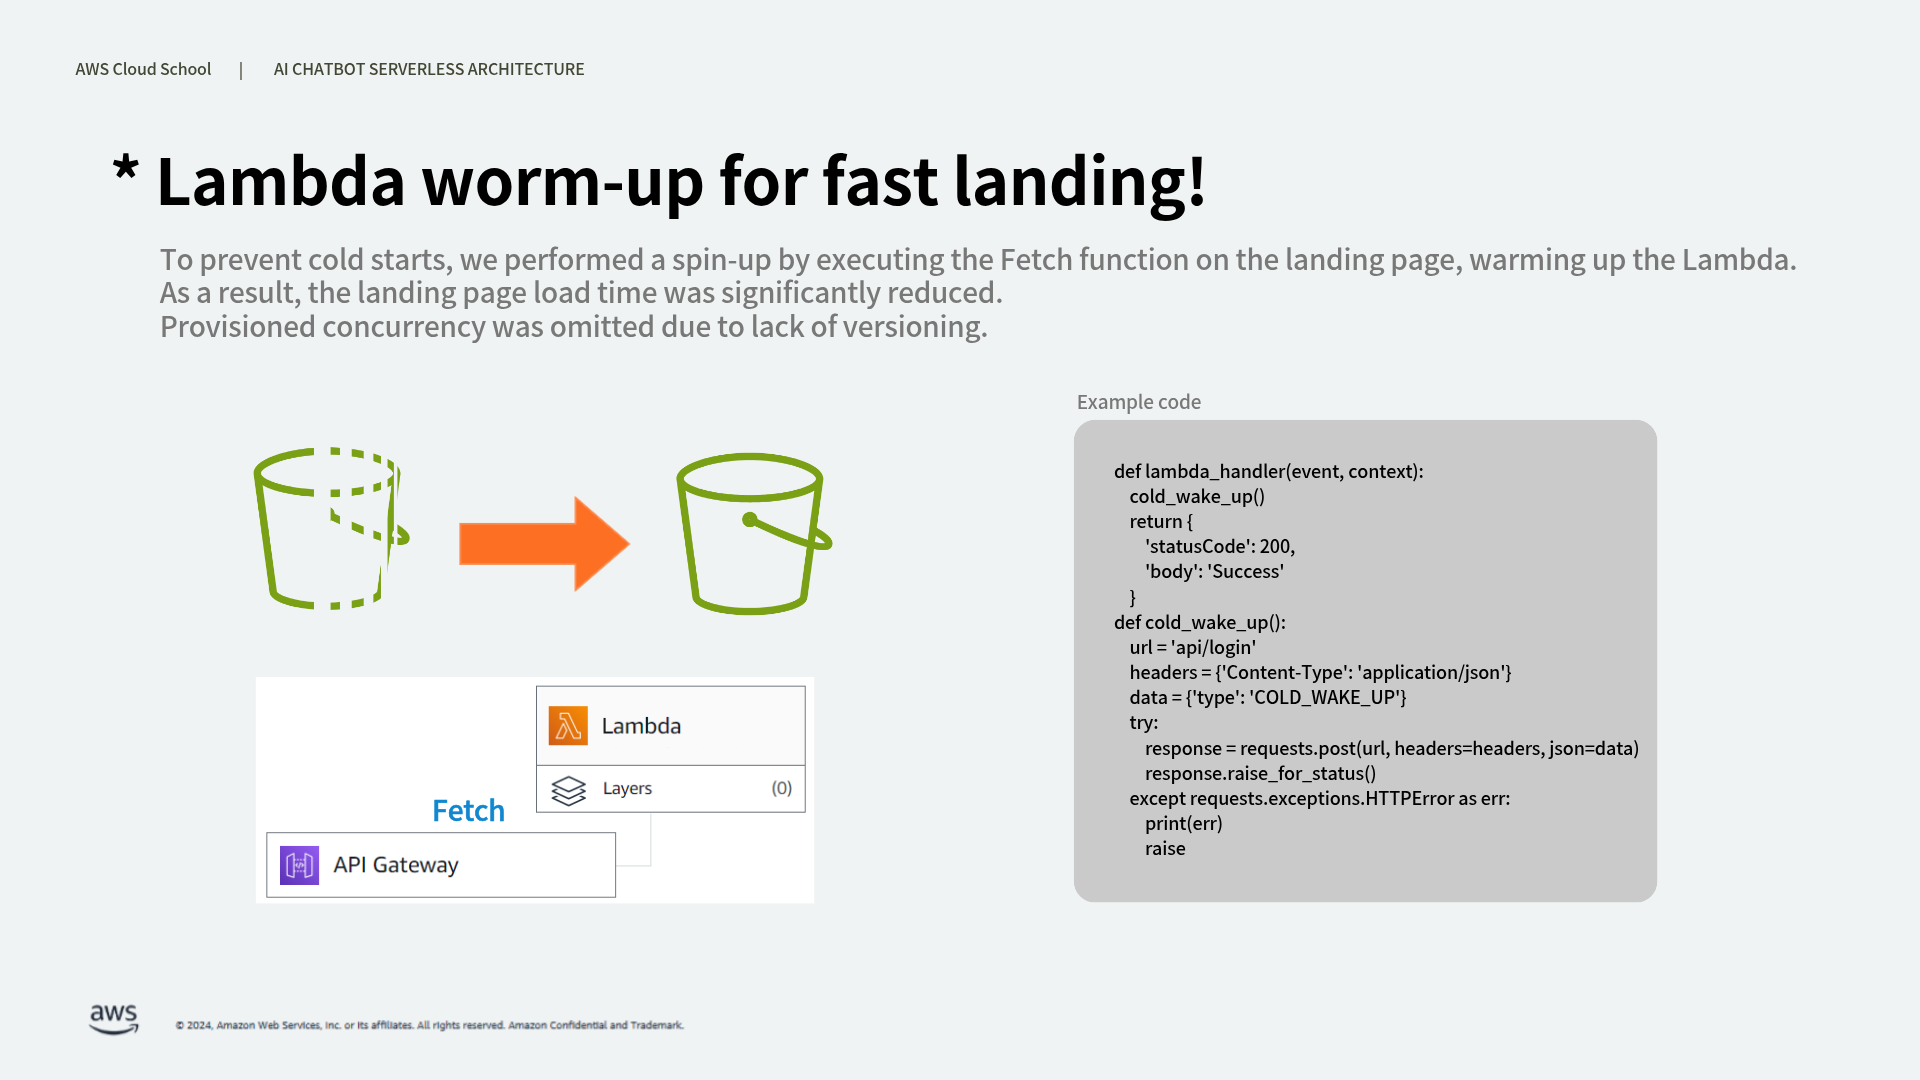 AWS Cloud School | AI CHATBOT SERVERLESS ARCHITECTURE
* Lambda worm-up for fast landing!
To prevent cold starts, we performed a spin-up by executing the Fetch function on the landing page, warming up the Lambda.
As a result, the landing page load time was significantly reduced.
Provisioned concurrency was omitted due to lack of versioning.
Example code
def lambda_handler(event, context):
cold_wake_up()
return {
'statusCode': 200,
'body': 'Success'
}
def cold_wake_up():
url = 'api/login'
headers = {'Content-Type': 'application/json'}
data = {'type': 'COLD_WAKE_UP'}
try:
response = requests.post(url, headers=headers, json=data)
response.raise_for_status()
except requests.exceptions.HTTPError as err:
print(err)
raise
Lambda
Layers (0)
Fetch
API Gateway
aws
© 2024, Amazon Web Services, Inc. or its affiliates. All rights reserved. Amazon Confidential and Trademark.